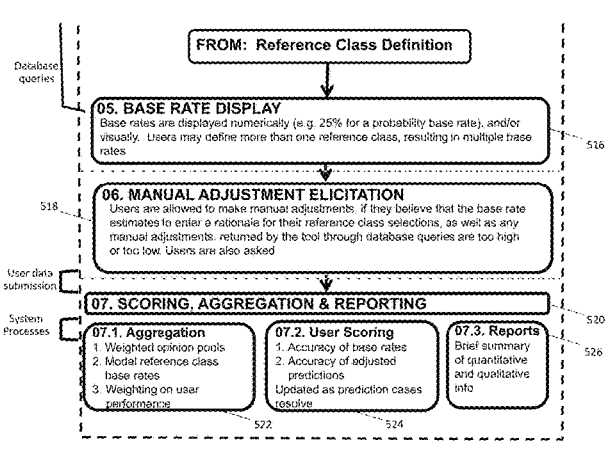 FROM: Reference Class Definition
Database
queries
05. BASE RATE DISPLAY
Base rates are displayed numerically (e.g. 25% for a probability base rate), and/or
visually. Users may define more than one reference class, resulting in multiple base
rates
516
06. MANUAL ADJUSTMENT ELICITATION
518
Users are allowed to make manual adjustments, if they believe that the base rate
estimates to enter a rationale for their reference class selections, as well as any
manual adjustments, returned by the tool through database queries are too high
or too low. Users are also asked
User data
submission
07. SCORING, AGGREGATION & REPORTING
520
System
Processes
07.1. Aggregation
1. Weighted opinion pools
2. Modal reference class
base rates
3. Weighting on user
performance
522
07.2. User Scoring
1. Accuracy of base rates
2. Accuracy of adjusted
predictions
Updated as prediction cases
resolve
524
07.3. Reports
Brief summary
of quantitative
and qualitative
info
526